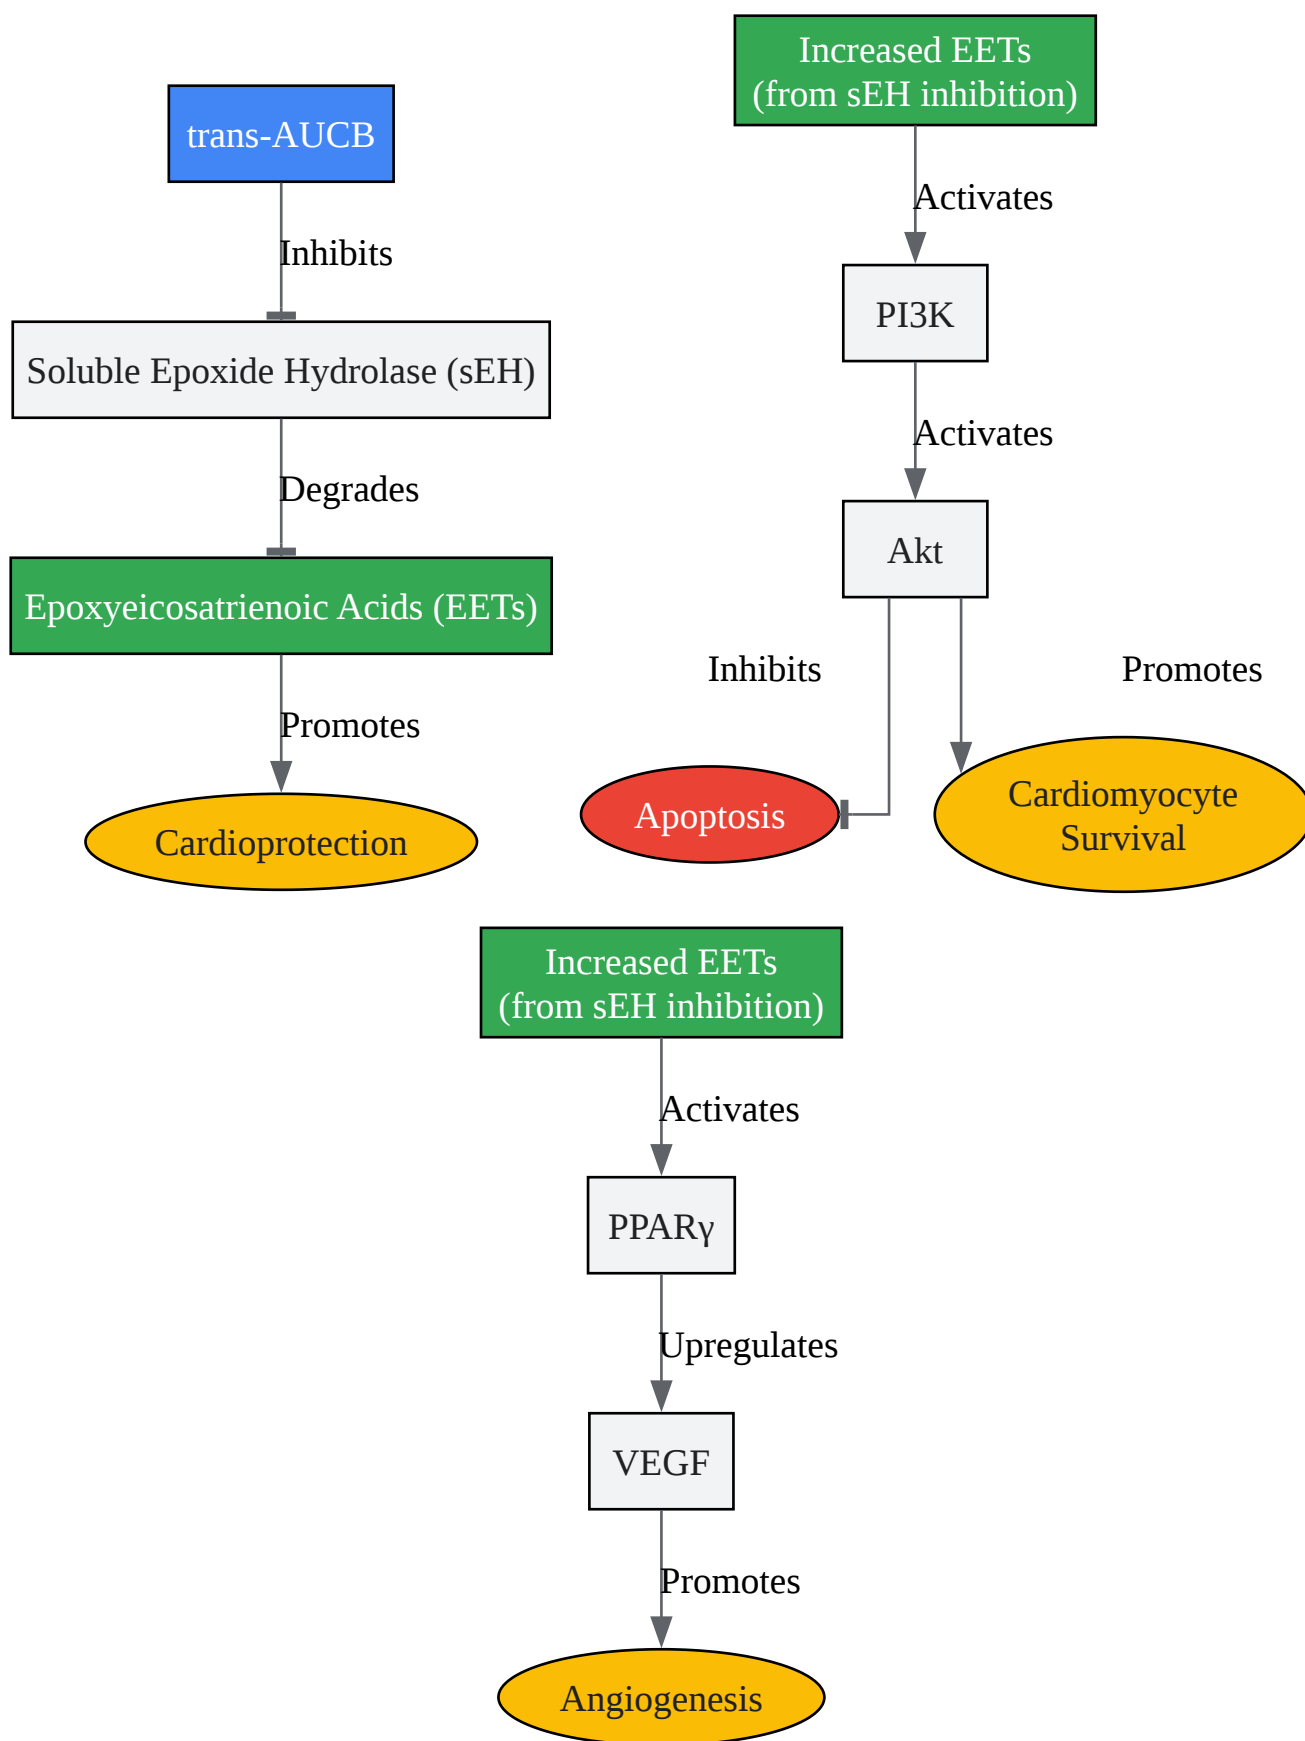 trans-AUCB
Inhibits
Soluble Epoxide Hydrolase (sEH)
Degrades
Epoxyeicosatrienoic Acids (EETs)
Promotes
Cardioprotection
Increased EETs
(from sEH inhibition)
Activates
PI3K
Activates
Akt
Inhibits
Promotes
Apoptosis
Cardiomyocyte
Survival
Increased EETs
(from sEH inhibition)
Activates
PPARγ
Upregulates
VEGF
Promotes
Angiogenesis